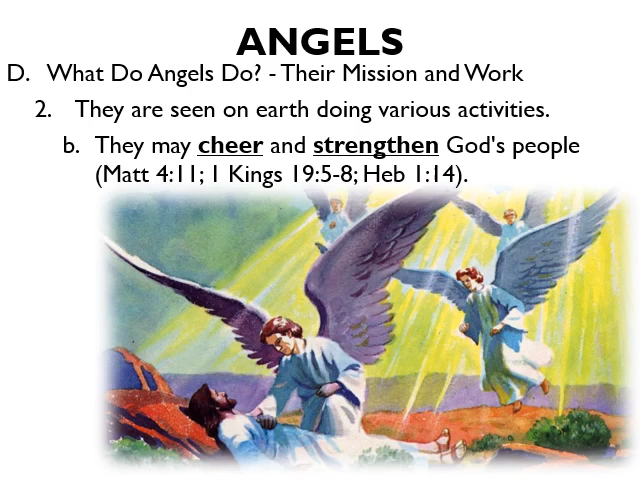 ANGELS
D. What Do Angels Do? - Their Mission and Work
2. They are seen on earth doing various activities.
b. They may cheer and strengthen God's people
(Matt 4:11; 1 Kings 19:5-8; Heb 1:14).